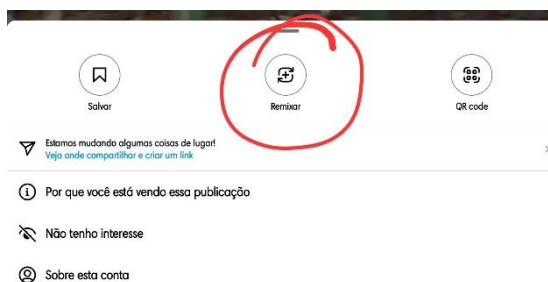 Salvar
Remixar
QR code
Estamos mudando algumas coisas de lugar!
Veja onde compartilhar e criar um link
Por que você está vendo essa publicação
Não tenho interesse
Sobre esta conta